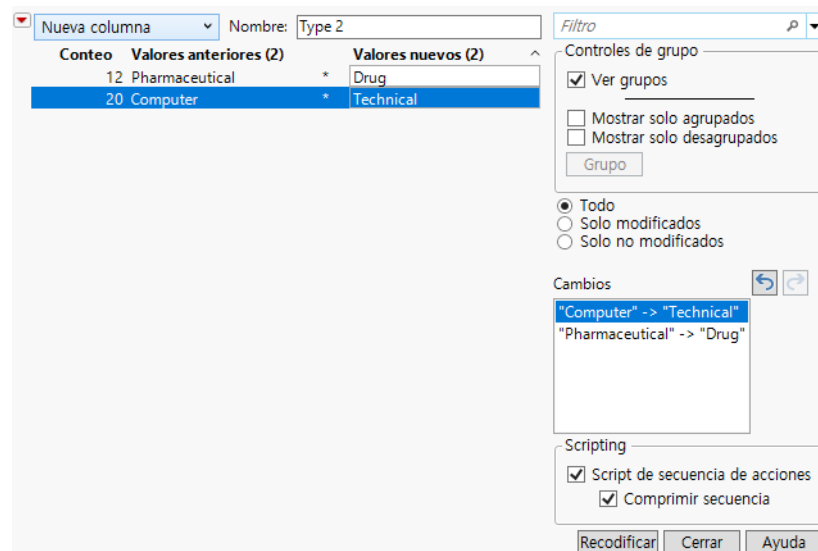 Nueva columna Nombre: Type 2
Conteo Valores anteriores (2) Valores nuevos (2)
12 Pharmaceutical * Drug
20 Computer * Technical
Filtro
Controles de grupo
Ver grupos
Mostrar solo agrupados
Mostrar solo desagrupados
Grupo
Todo
Solo modificados
Solo no modificados
Cambios
"Computer" -> "Technical"
"Pharmaceutical" -> "Drug"
Scripting
Script de secuencia de acciones
Comprimir secuencia
Recodificar Cerrar Ayuda